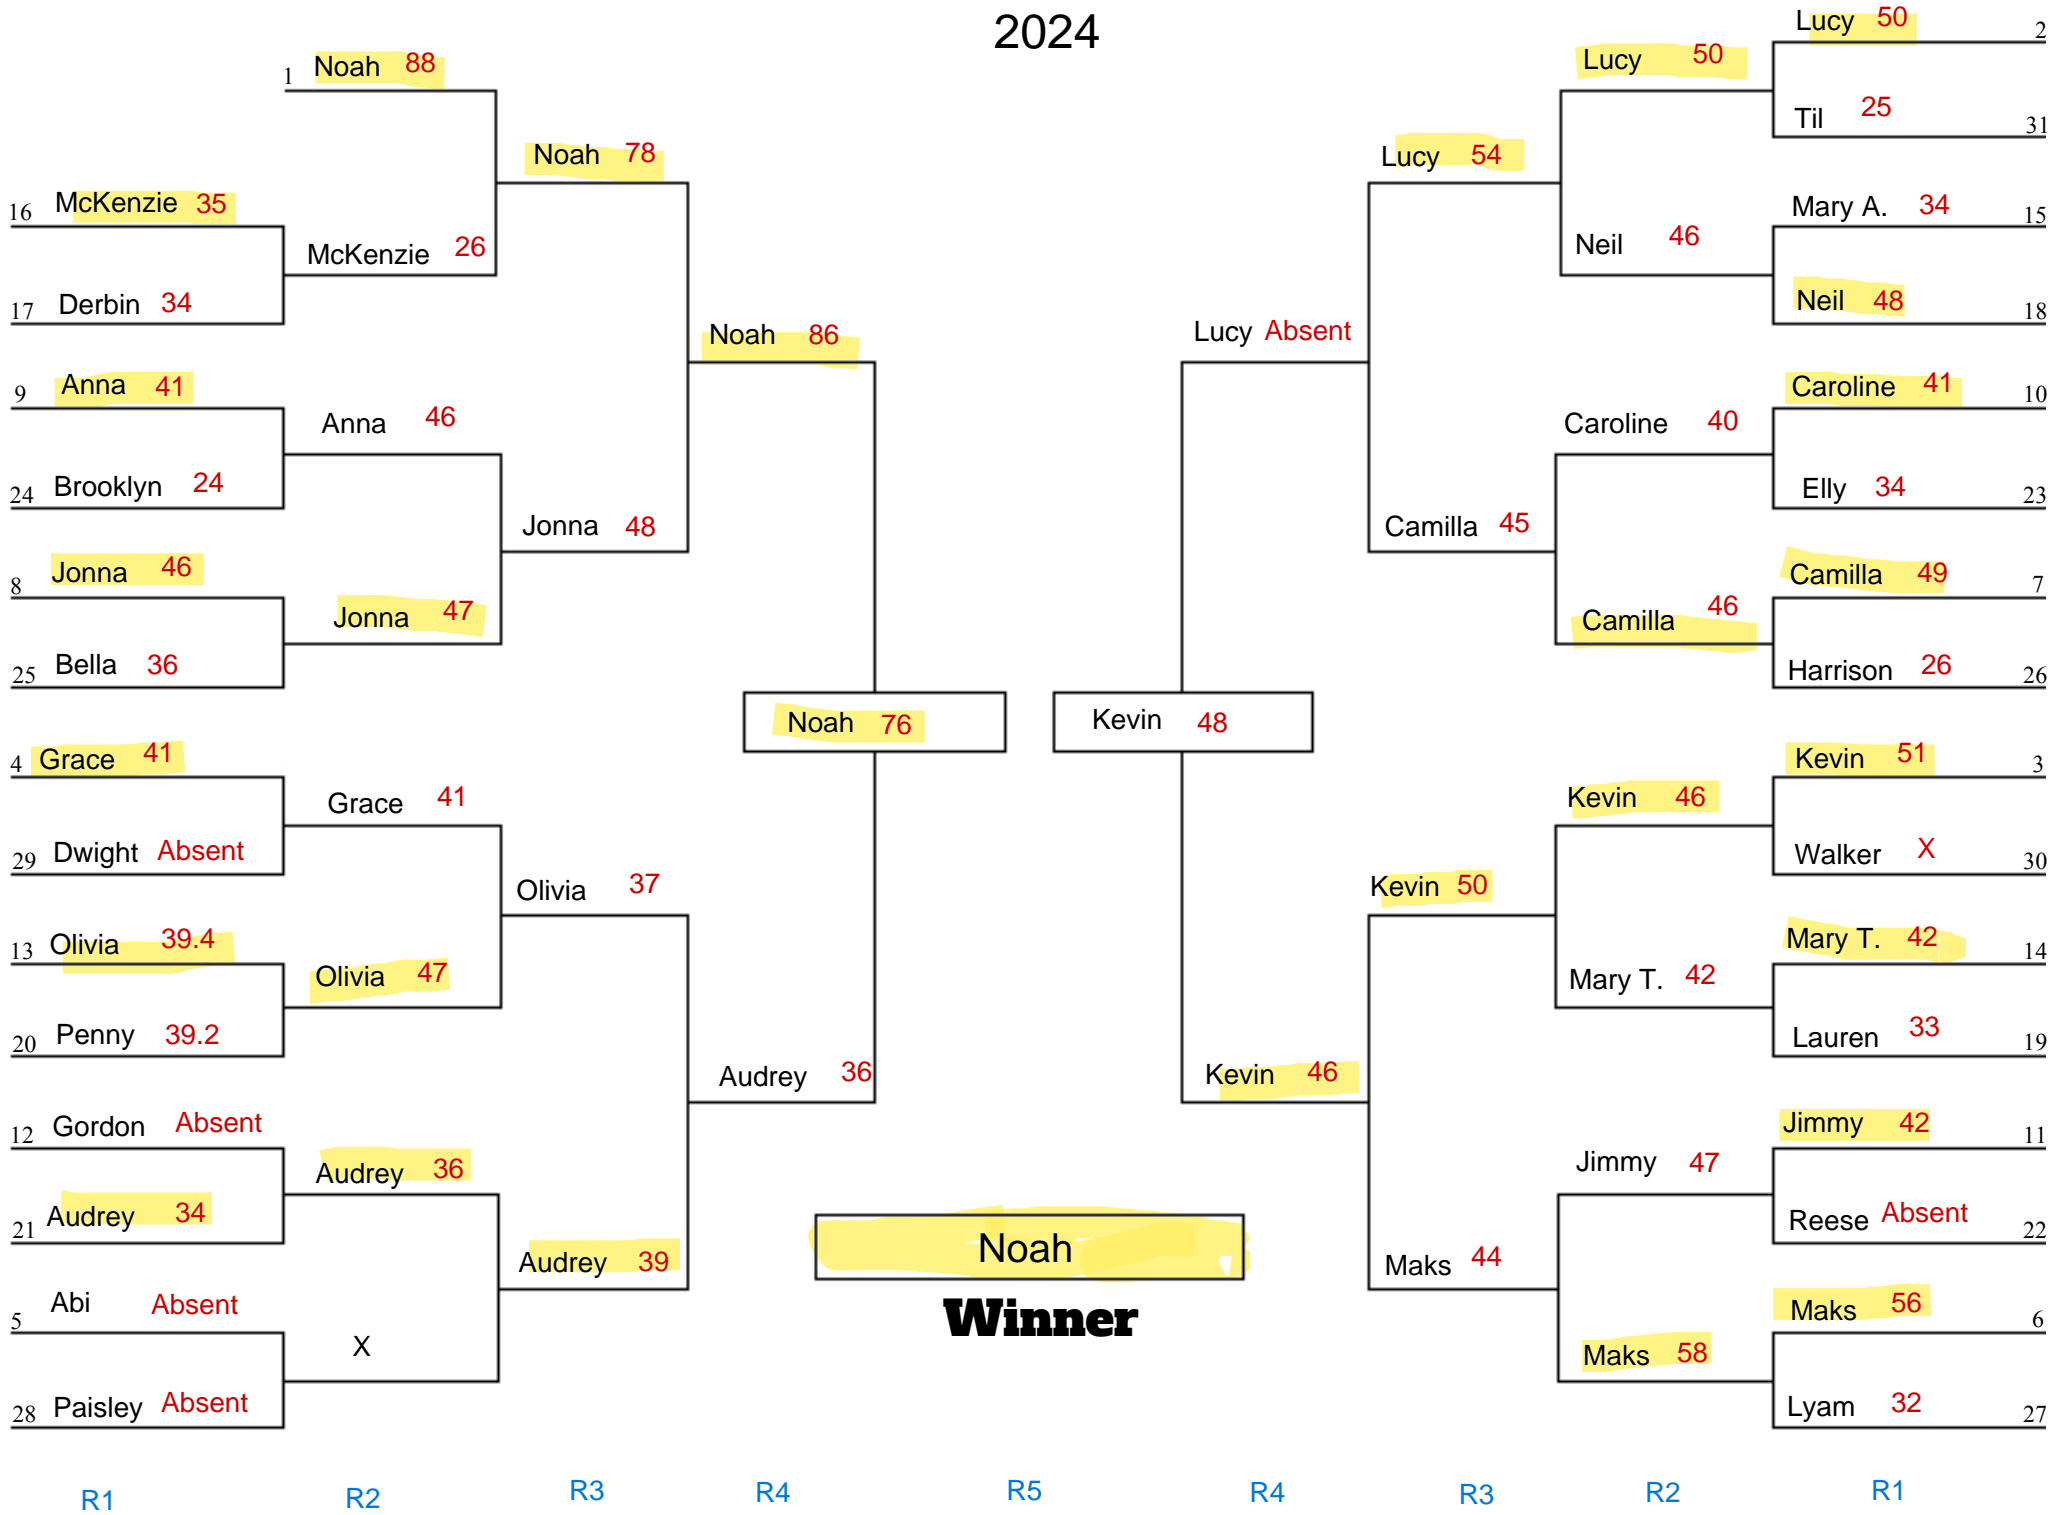 2024
1 Noah 88
16 McKenzie 35
17 Derbin 34
9 Anna 41
24 Brooklyn 24
8 Jonna 46
25 Bella 36
4 Grace 41
29 Dwight Absent
13 Olivia 39.4
20 Penny 39.2
12 Gordon Absent
21 Audrey 34
5 Abi Absent
28 Paisley Absent
McKenzie 26
Anna 46
Jonna 47
Grace 41
Olivia 47
Audrey 36
X
Noah 78
Jonna 48
Olivia 37
Audrey 39
Noah 86
Audrey 36
Noah 76
Kevin 48
Noah
Winner
Lucy Absent
Kevin 46
Lucy 54
Camilla 45
Kevin 50
Maks 44
Lucy 50
Neil 46
Caroline 40
Camilla 46
Kevin 46
Mary T. 42
Jimmy 47
Maks 58
Lucy 50 2
Til 25 31
Mary A. 34 15
Neil 48 18
Caroline 41 10
Elly 34 23
Camilla 49 7
Harrison 26 26
Kevin 51 3
Walker X 30
Mary T. 42 14
Lauren 33 19
Jimmy 42 11
Reese Absent 22
Maks 56 6
Lyam 32 27
R1 R2 R3 R4 R5 R4 R3 R2 R1